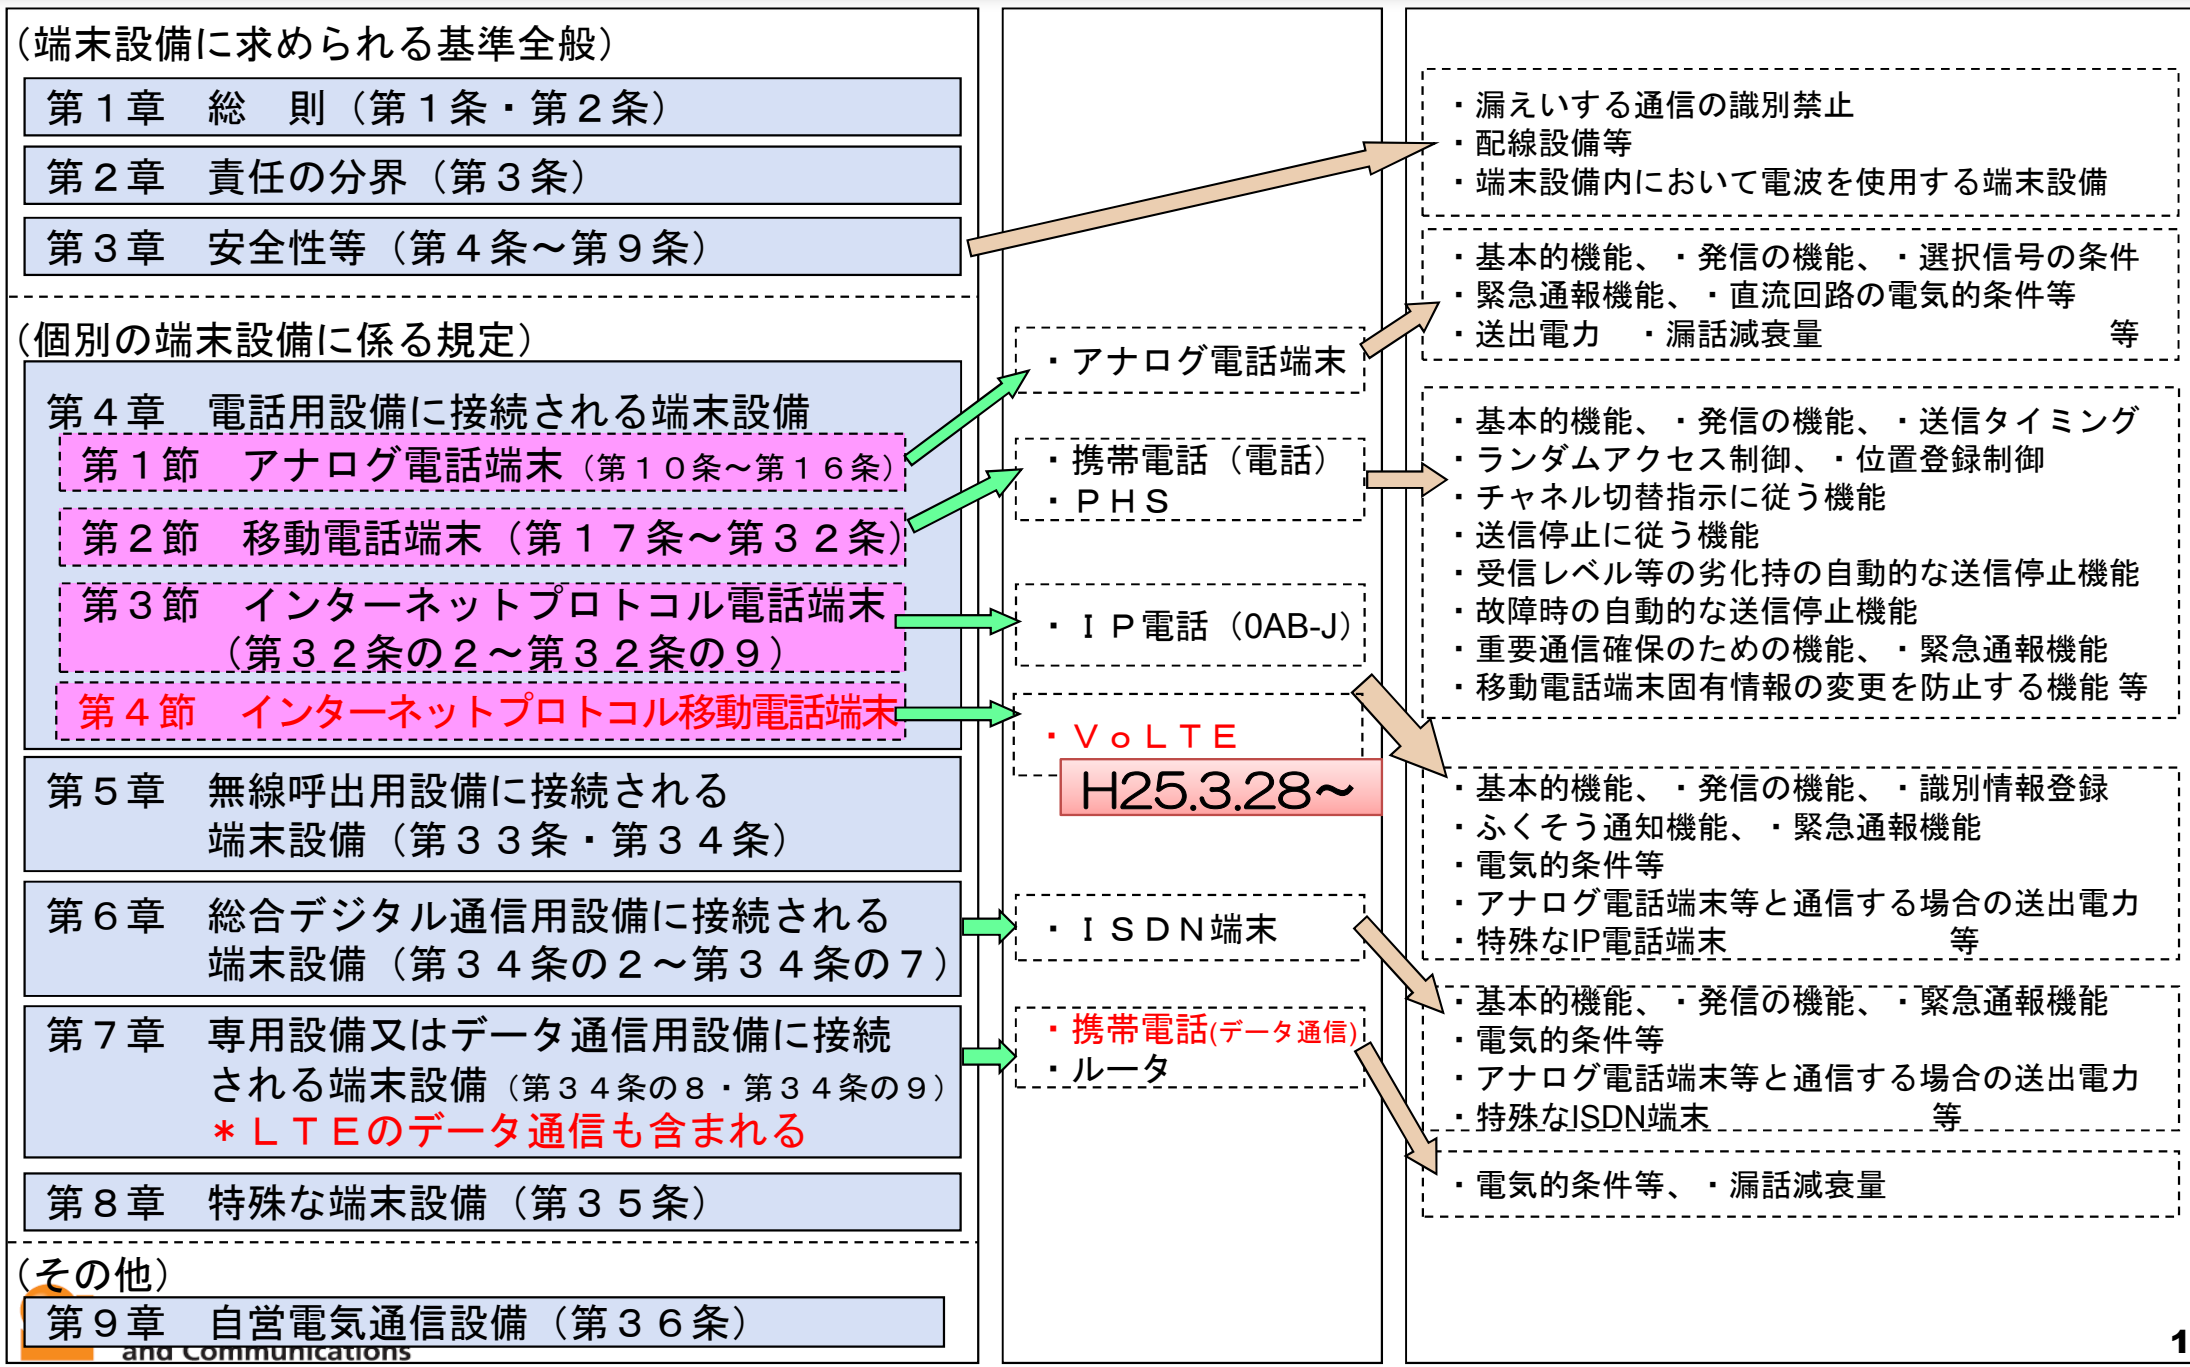 （端末設備に求められる基準全般）
第１章　総　則（第１条・第２条）
第２章　責任の分界（第３条）
第３章　安全性等（第４条～第９条）
（個別の端末設備に係る規定）
第４章　電話用設備に接続される端末設備
第１節　アナログ電話端末（第１０条～第１６条）
第２節　移動電話端末（第１７条～第３２条）
第３節　インターネットプロトコル電話端末
（第３２条の２～第３２条の９）
第４節　インターネットプロトコル移動電話端末
第５章　無線呼出用設備に接続される
端末設備（第３３条・第３４条）
第６章　総合デジタル通信用設備に接続される
端末設備（第３４条の２～第３４条の７）
第７章　専用設備又はデータ通信用設備に接続
される端末設備（第３４条の８・第３４条の９）
＊ＬＴＥのデータ通信も含まれる
第８章　特殊な端末設備（第３５条）
（その他）
第９章　自営電気通信設備（第３６条）
and Communications
・アナログ電話端末
・携帯電話（電話）
・ＰＨＳ
・ＩＰ電話（0AB-J）
・ＶｏＬＴＥ
H25.3.28～
・ＩＳＤＮ端末
・携帯電話(データ通信)
・ルータ
・漏えいする通信の識別禁止
・配線設備等
・端末設備内において電波を使用する端末設備
・基本的機能、・発信の機能、・選択信号の条件
・緊急通報機能、・直流回路の電気的条件等
・送出電力　・漏話減衰量　等
・基本的機能、・発信の機能、・送信タイミング
・ランダムアクセス制御、・位置登録制御
・チャネル切替指示に従う機能
・送信停止に従う機能
・受信レベル等の劣化持の自動的な送信停止機能
・故障時の自動的な送信停止機能
・重要通信確保のための機能、・緊急通報機能
・移動電話端末固有情報の変更を防止する機能 等
・基本的機能、・発信の機能、・識別情報登録
・ふくそう通知機能、・緊急通報機能
・電気的条件等
・アナログ電話端末等と通信する場合の送出電力
・特殊なIP電話端末　等
・基本的機能、・発信の機能、・緊急通報機能
・電気的条件等
・アナログ電話端末等と通信する場合の送出電力
・特殊なISDN端末　等
・電気的条件等、・漏話減衰量
1